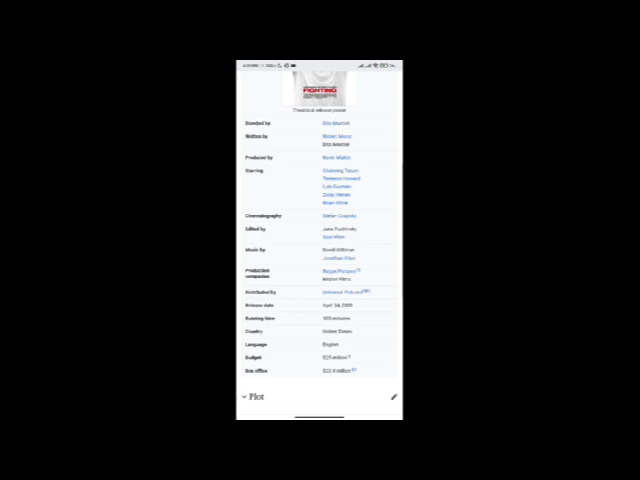 FIGHTING
Theatrical release poster
Directed by Dito Montiel
Written by Robert Munic
Dito Montiel
Produced by Kevin Misher
Starring Channing Tatum
Terrence Howard
Luis Guzmán
Zulay Henao
Brian White
Cinematography Stefan Czapsky
Edited by Jake Pushinsky
Saar Klein
Music by David Wittman
Jonathan Elias
Production Rogue Pictures
companies Misher Films
Distributed by Universal Pictures
Release date April 24, 2009
Running time minutes
Country United States
Language English
Budget $25 million
Box office million
Plot